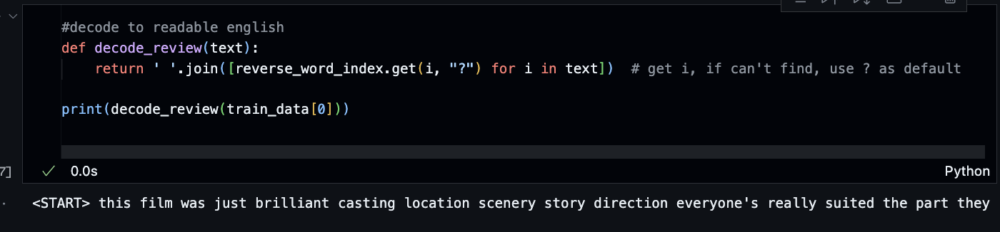 #decode to readable english
def decode_review(text):
    return ' '.join([reverse_word_index.get(i, "?") for i in text])  # get i, if can't find, use ? as default
print(decode_review(train_data[0]))
7]
0.0s
Python
<START> this film was just brilliant casting location scenery story direction everyone's really suited the part they